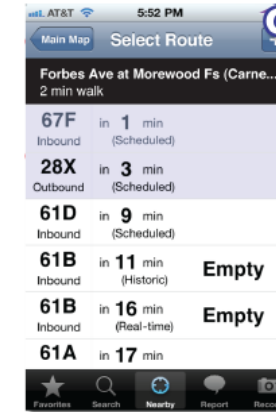 AT&T 5:52 PM
Main Map Select Route
Forbes Ave at Morewood Fs (Carne...
2 min walk
67F in 1 min
Inbound (Scheduled)
28X in 3 min
Outbound (Scheduled)
61D in 9 min
Inbound (Scheduled)
61B in 11 min Empty
Inbound (Historic)
61B in 16 min Empty
Inbound (Real-time)
61A in 17 min
Favorites Search Nearby Report Reco